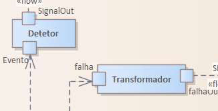 «flow»
SignalOut
Detetor
Evento
falha
Transformador